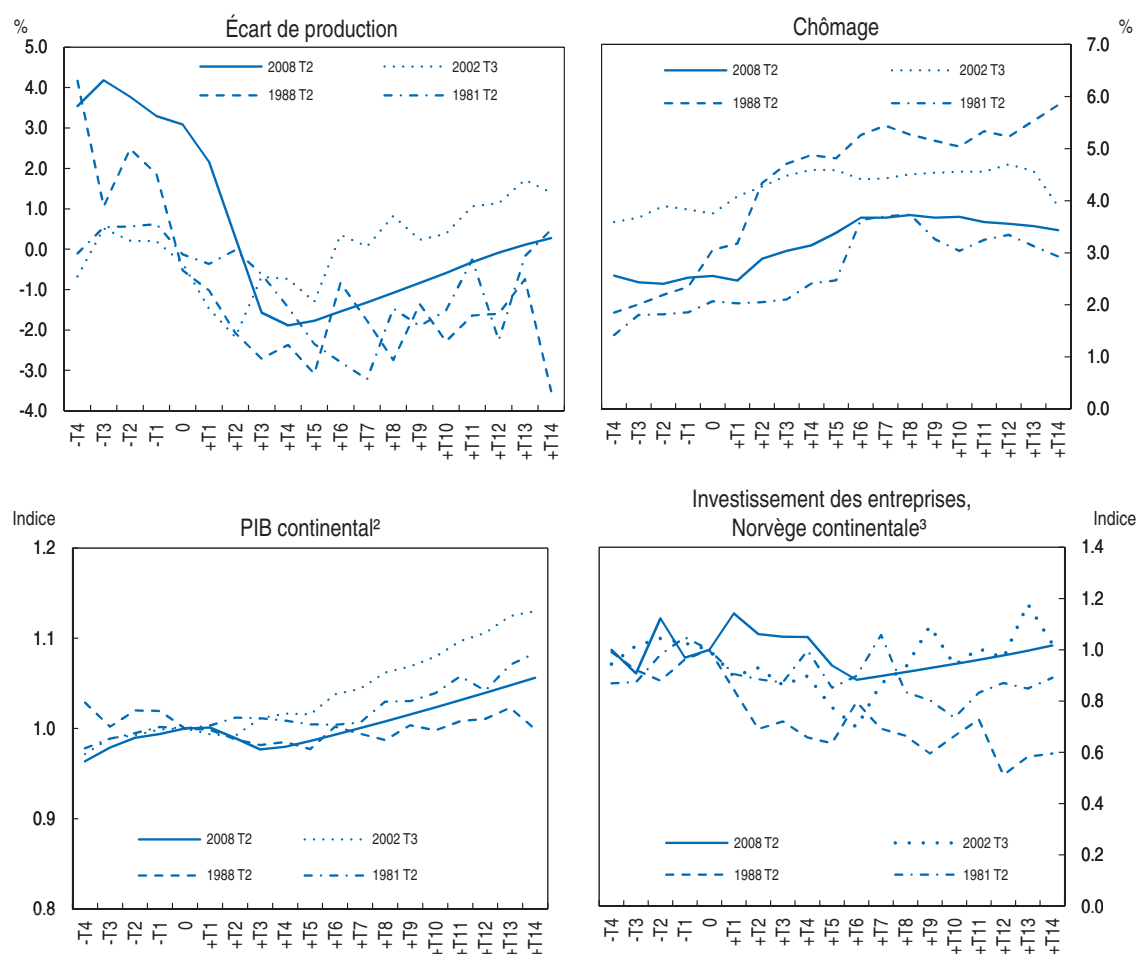 Écart de production
%
5.0
4.0
3.0
2.0
1.0
0.0
-1.0
-2.0
-3.0
-4.0
2008 T2
2002 T3
1988 T2
1981 T2
-T4
-T3
-T2
-T1
0
+T1
+T2
+T3
+T4
+T5
+T6
+T7
+T8
+T9
+T10
+T11
+T12
+T13
+T14
Chômage
%
7.0
6.0
5.0
4.0
3.0
2.0
1.0
0.0
2008 T2
2002 T3
1988 T2
1981 T2
-T4
-T3
-T2
-T1
0
+T1
+T2
+T3
+T4
+T5
+T6
+T7
+T8
+T9
+T10
+T11
+T12
+T13
+T14
PIB continental²
Indice
1.2
1.1
1.0
0.9
0.8
2008 T2
2002 T3
1988 T2
1981 T2
-T4
-T3
-T2
-T1
0
+T1
+T2
+T3
+T4
+T5
+T6
+T7
+T8
+T9
+T10
+T11
+T12
+T13
+T14
Investissement des entreprises,
Norvège continentale³
Indice
1.4
1.2
1.0
0.8
0.6
0.4
0.2
0.0
2008 T2
2002 T3
1988 T2
1981 T2
-T4
-T3
-T2
-T1
0
+T1
+T2
+T3
+T4
+T5
+T6
+T7
+T8
+T9
+T10
+T11
+T12
+T13
+T14